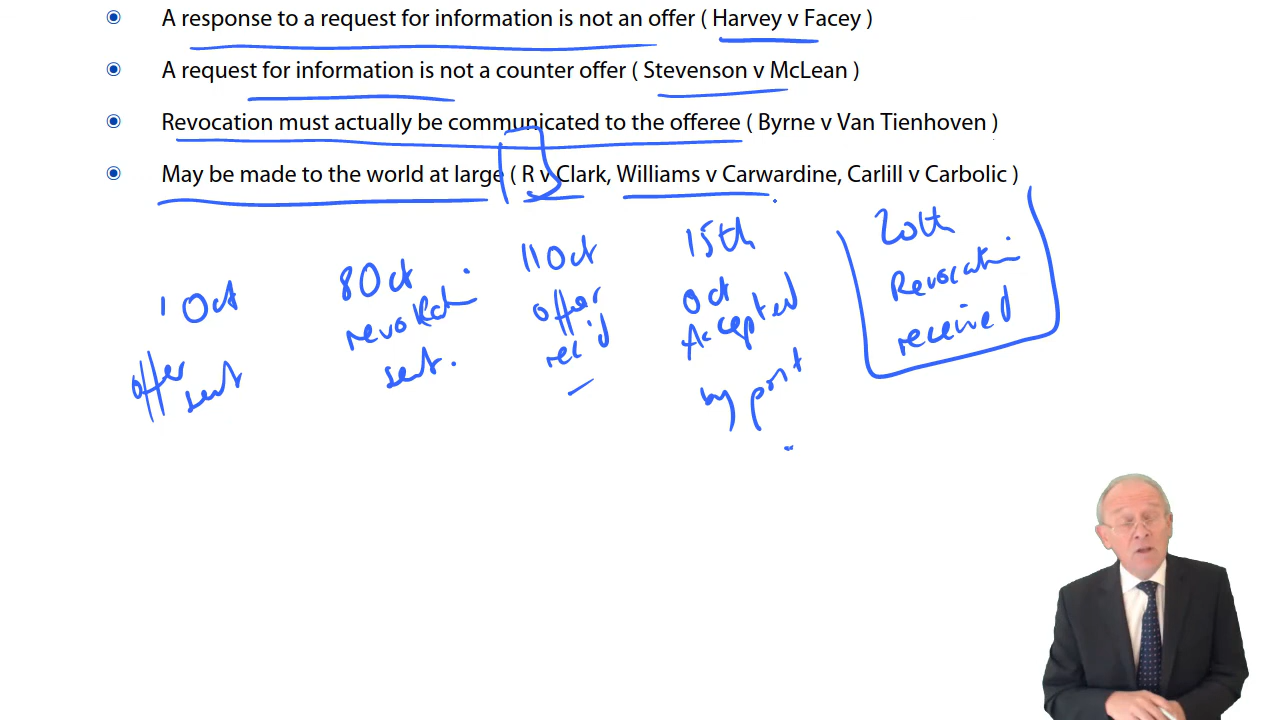 A response to a request for information is not an offer ( Harvey v Facey )
A request for information is not a counter offer ( Stevenson v McLean )
Revocation must actually be communicated to the offeree ( Byrne v Van Tienhoven )
May be made to the world at large ( R v Clark, Williams v Carwardine, Carlill v Carbolic )
1 Oct
offer
sent
8 Oct
sent.
11 Oct
offer
rec'd
15th
Oct
Accepted
by post
20th
Revocation
received